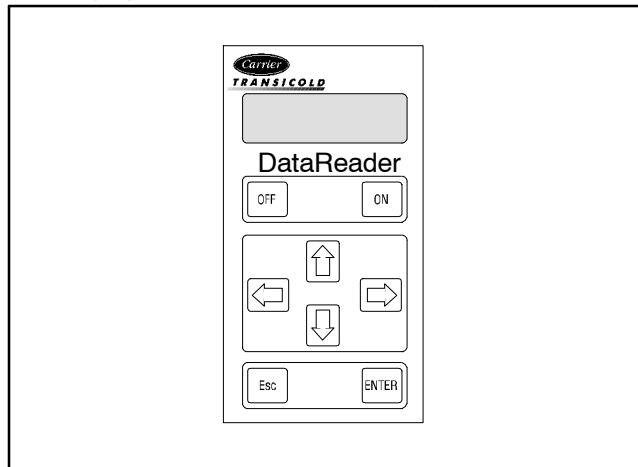 Carrier
TRANSICOLD
DataReader
OFF ON
Esc ENTER